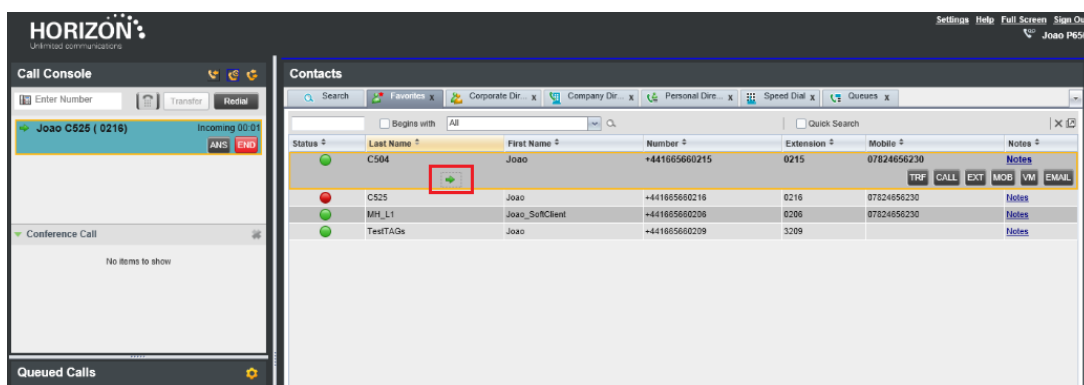 HORIZON
Unlimited communications
Settings Help Full Screen Sign Ou
Joao P65
Call Console
Enter Number Transfer Redial
Joao C525 ( 0216) Incoming 00:01
ANS END
Conference Call
No items to show
Queued Calls
Contacts
Search Favorites x Corporate Dir... x Company Dir... x Personal Dire... x Speed Dial x Queues x
Begins with All Quick Search
Status Last Name First Name Number Extension Mobile Notes
C504 Joao +441665660215 0215 07824656230 Notes
TRF CALL EXT MOB VM EMAIL
C525 Joao +441665660216 0216 07824656230 Notes
MH_L1 Joao_SoftClient +441665660206 0206 07824656230 Notes
TestTAGs Joao +441665660209 3209 Notes